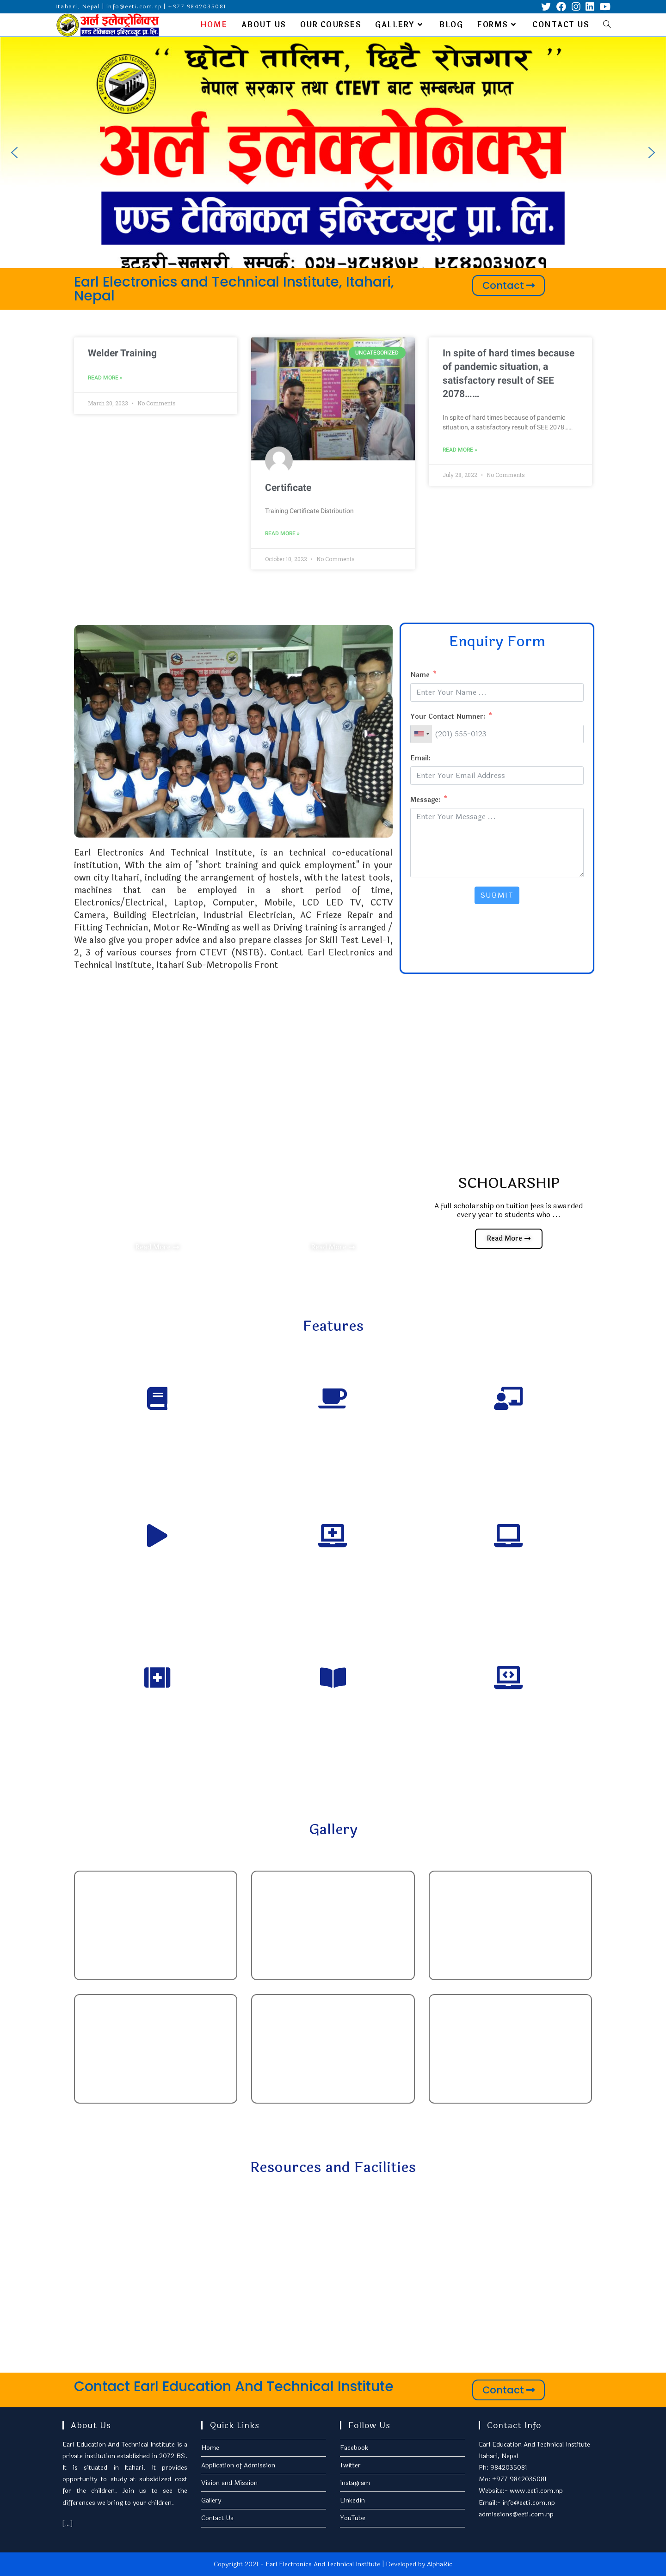 Itahari, Nepal | info@eeti.com.np | +977 9842035081
अर्ल इलेक्ट्रोनिक्स
एण्ड टेक्निकल इन्स्टिच्यूट प्रा. लि.
HOME ABOUT US OUR COURSES GALLERY BLOG FORMS CONTACT US
" छोटो तालिम, छिटै रोजगार "
नेपाल सरकार तथा CTEVT बाट सम्बन्धन प्राप्त
अर्ल इलेक्ट्रोनिक्स
एण्ड टेक्निकल इन्स्टिच्यूट प्रा. लि.
Earl Electronics and Technical Institute, Itahari,
Nepal
Contact
Welder Training
READ MORE »
March 20, 2023 • No Comments
UNCATEGORIZED
Certificate
Training Certificate Distribution
READ MORE »
October 10, 2022 • No Comments
In spite of hard times because
of pandemic situation, a
satisfactory result of SEE
2078……
In spite of hard times because of pandemic
situation, a satisfactory result of SEE 2078……
READ MORE »
July 28, 2022 • No Comments
Earl Electronics And Technical Institute, is an technical co-educational
institution, With the aim of "short training and quick employment" in your
own city Itahari, including the arrangement of hostels, with the latest tools,
machines that can be employed in a short period of time,
Electronics/Electrical, Laptop, Computer, Mobile, LCD LED TV, CCTV
Camera, Building Electrician, Industrial Electrician, AC Frieze Repair and
Fitting Technician, Motor Re-Winding as well as Driving training is arranged /
We also give you proper advice and also prepare classes for Skill Test Level-1,
2, 3 of various courses from CTEVT (NSTB). Contact Earl Electronics and
Technical Institute, Itahari Sub-Metropolis Front
Enquiry Form
Name *
Enter Your Name ...
Your Contact Numner: *
(201) 555-0123
Email:
Enter Your Email Address
Message: *
Enter Your Message ...
SUBMIT
SCHOLARSHIP
A full scholarship on tuition fees is awarded
every year to students who ...
Read More
Read More
Read More
Features
Gallery
Resources and Facilities
Contact Earl Education And Technical Institute
Contact
About Us
Earl Education And Technical Institute is a
private institution established in 2072 BS.
It is situated in Itahari. It provides
opportunity to study at subsidized cost
for the children. Join us to see the
differences we bring to your children.
[...]
Quick Links
Home
Application of Admission
Vision and Mission
Gallery
Contact Us
Follow Us
Facebook
Twitter
Instagram
Linkedin
YouTube
Contact Info
Earl Education And Technical Institute
Itahari, Nepal
Ph: 9842035081
Mo: +977 9842035081
Website:- www.eeti.com.np
Email:- info@eeti.com.np
admissions@eeti.com.np
Copyright 2021 - Earl Electronics And Technical Institute | Developed by AlphaRic